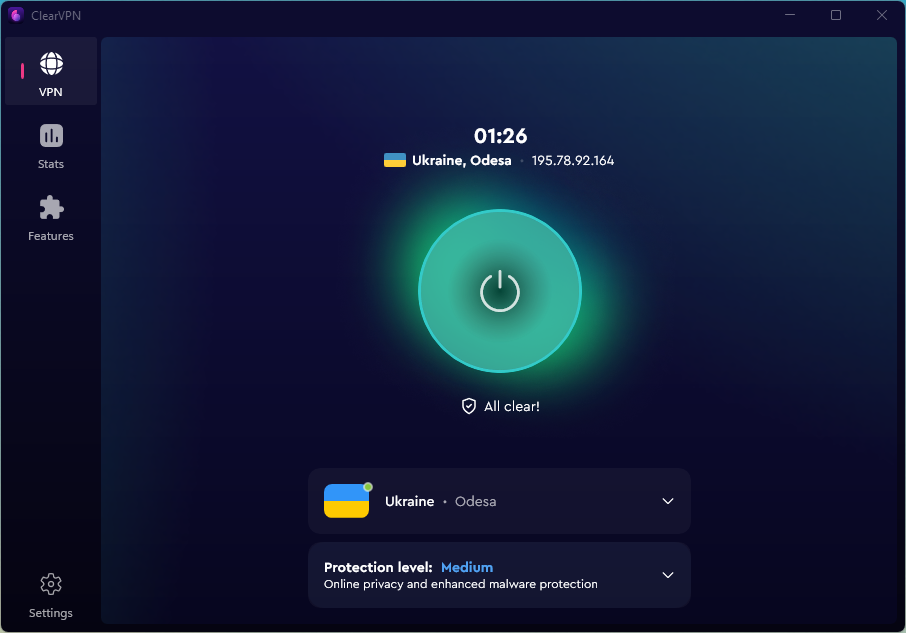 ClearVPN
VPN
Stats
Features
Settings
01:26
Ukraine, Odesa • 195.78.92.164
All clear!
Ukraine • Odesa
Protection level: Medium
Online privacy and enhanced malware protection